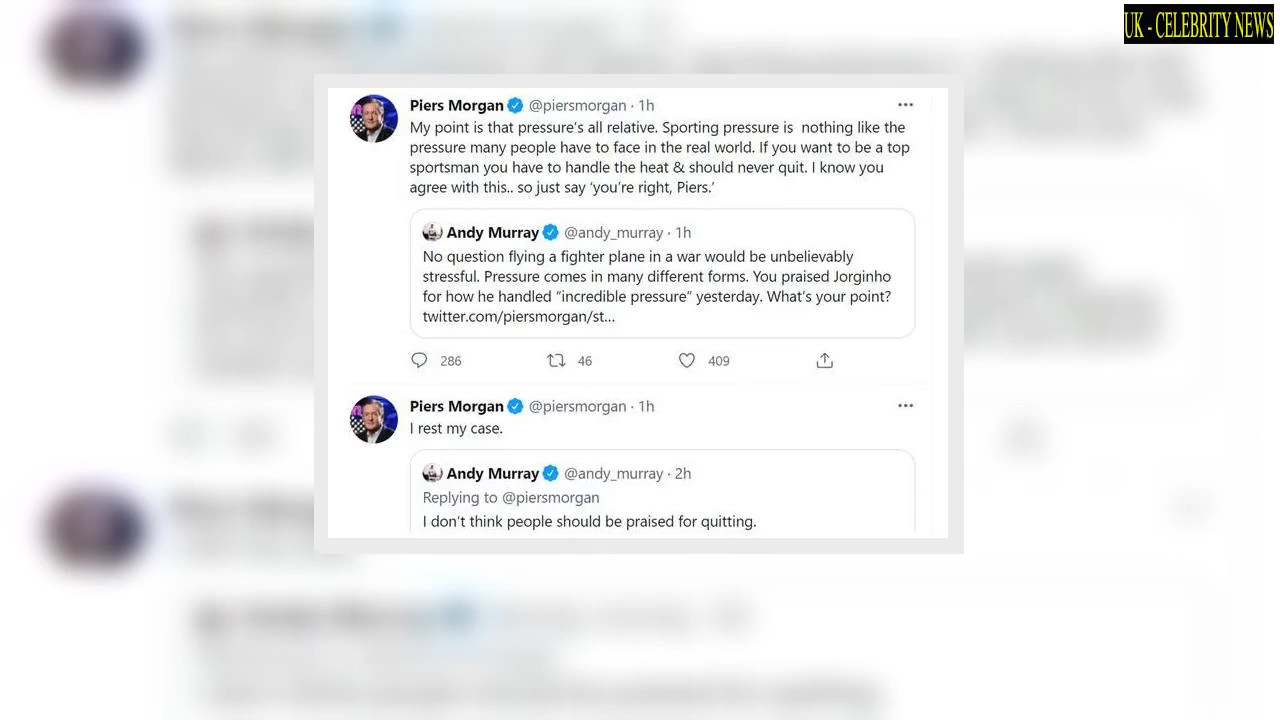 UK - CELEBRITY NEWS
Piers Morgan @piersmorgan · 1h
My point is that pressure's all relative. Sporting pressure is nothing like the
pressure many people have to face in the real world. If you want to be a top
sportsman you have to handle the heat & should never quit. I know you
agree with this.. so just say 'you're right, Piers.'
Andy Murray @andy_murray · 1h
No question flying a fighter plane in a war would be unbelievably
stressful. Pressure comes in many different forms. You praised Jorginho
for how he handled "incredible pressure" yesterday. What's your point?
twitter.com/piersmorgan/st...
286 46 409
Piers Morgan @piersmorgan · 1h
I rest my case.
Andy Murray @andy_murray · 2h
Replying to @piersmorgan
I don't think people should be praised for quitting.